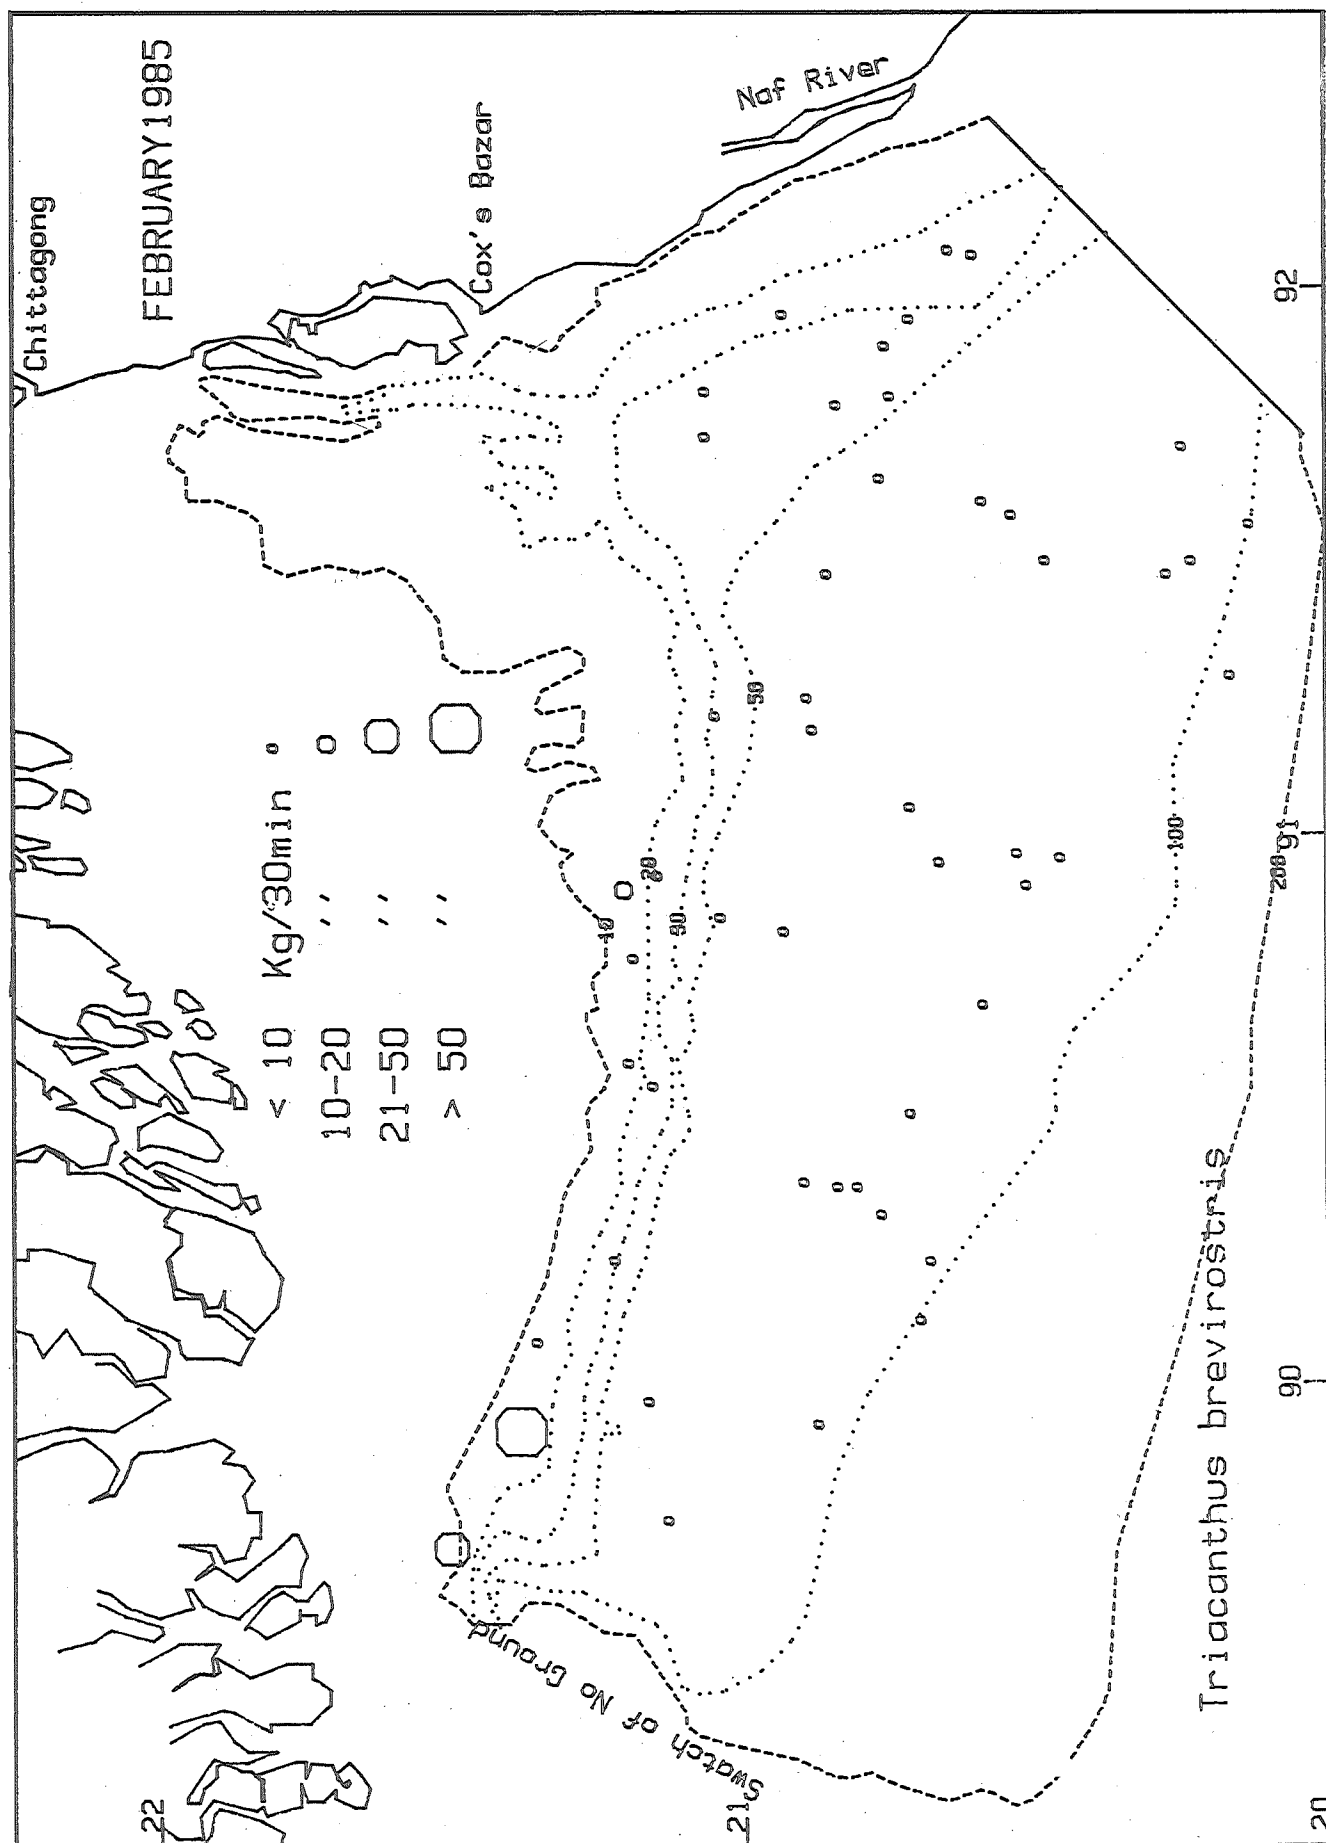 Chittagong
FEBRUARY1985
Cox's Bazar
Naf River
< 10 Kg/30min
10-20 ,,
21-50 ,,
> 50 ,,
10
20
30
50
100
200
Swatch of No Ground
Triacanthus brevirostris
22
21
20
90
91
92